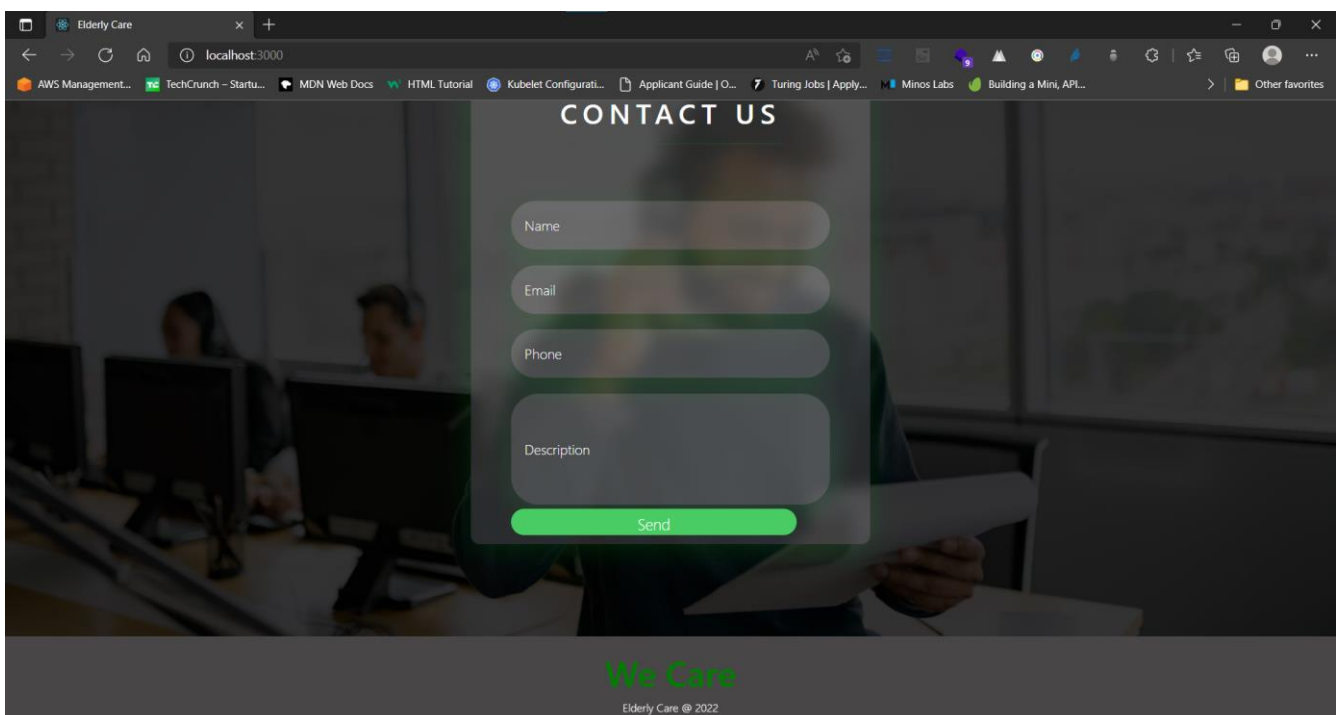 Elderly Care
localhost:3000
AWS Management... TechCrunch – Startu... MDN Web Docs HTML Tutorial Kubelet Configurati... Applicant Guide | O... Turing Jobs | Apply... Minos Labs Building a Mini, API... Other favorites
CONTACT US
Name
Email
Phone
Description
Send
We Care
Elderly Care @ 2022